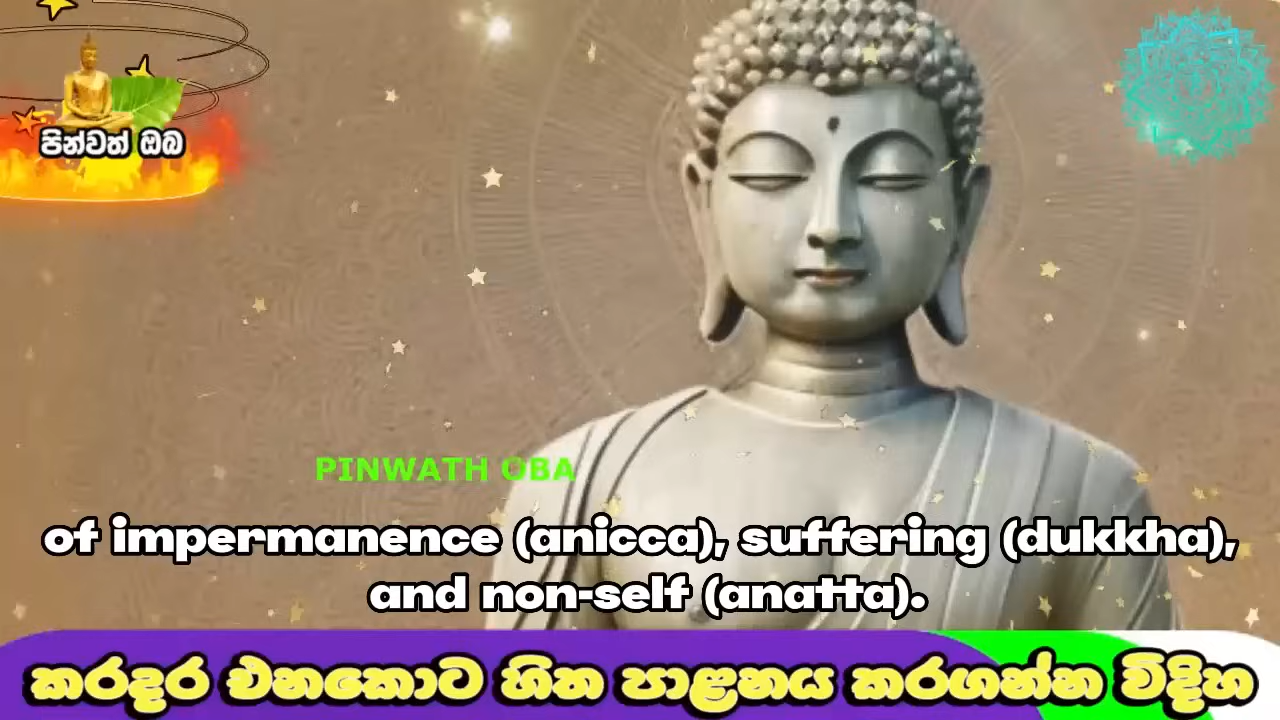 පින්වත් ඔබ
PINWATH OBA
of impermanence (anicca), suffering (dukkha),
and non-self (anatta).
කරදර එනකොට හිත පාළනය කරගන්න විදිහ